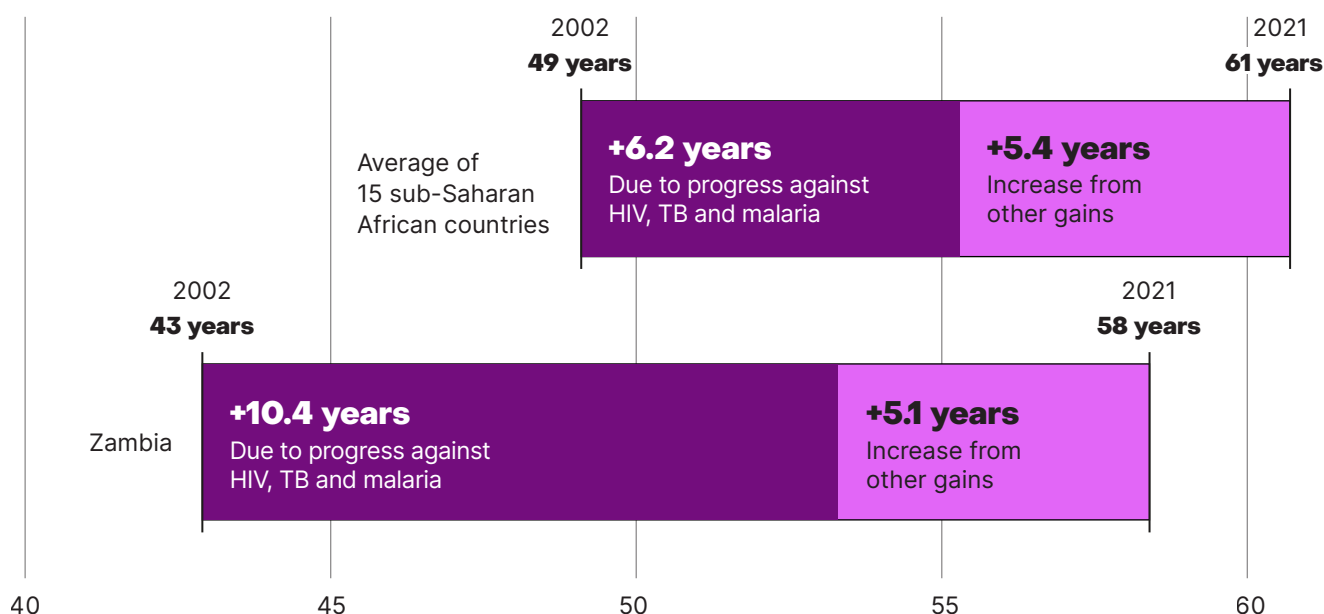 2002
49 years
2021
61 years
Average of
15 sub-Saharan
African countries
+6.2 years
Due to progress against
HIV, TB and malaria
+5.4 years
Increase from
other gains
2002
43 years
2021
58 years
Zambia
+10.4 years
Due to progress against
HIV, TB and malaria
+5.1 years
Increase from
other gains
40 45 50 55 60